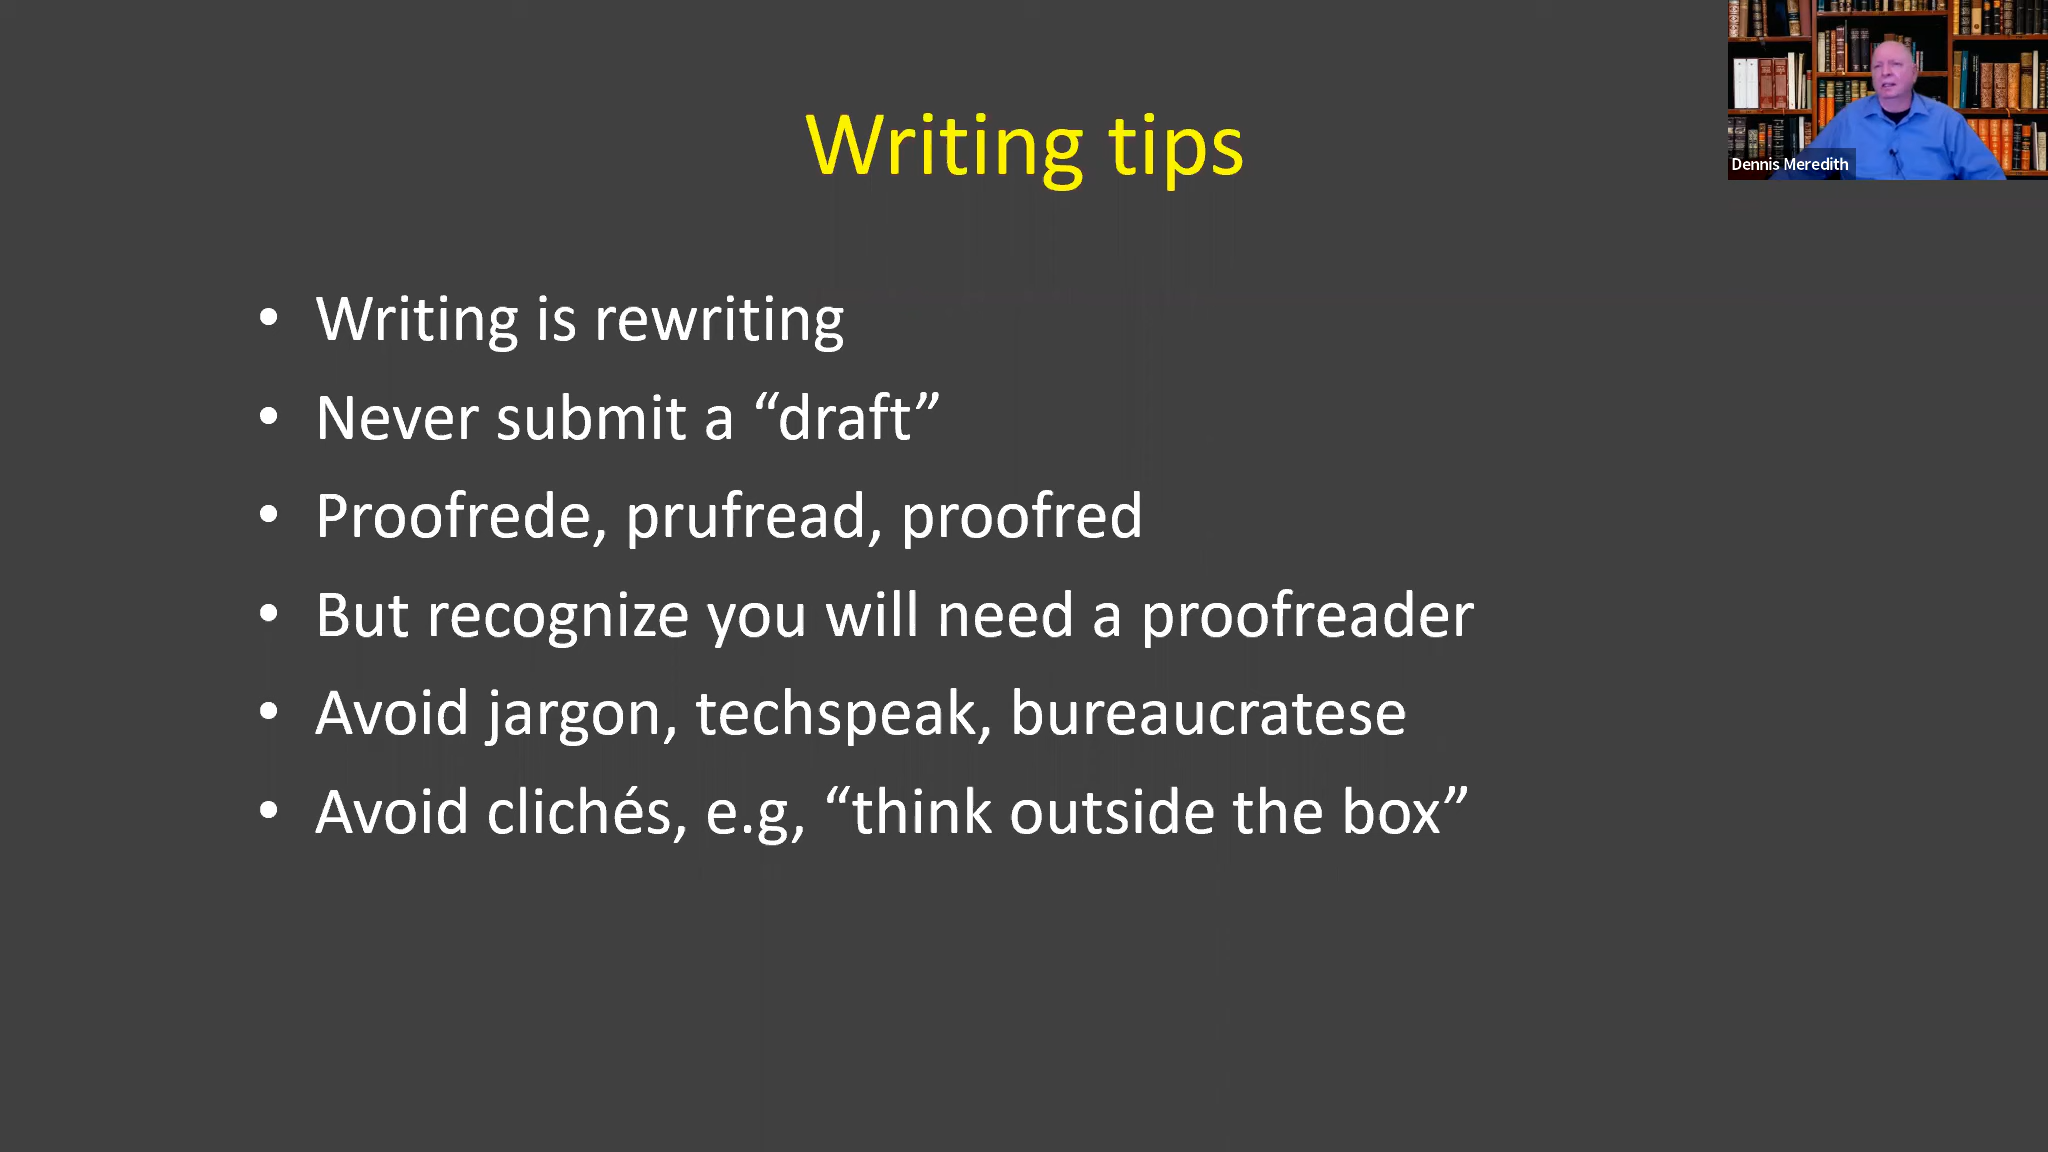 Writing tips
Dennis Meredith
• Writing is rewriting
• Never submit a “draft”
• Proofrede, prufread, proofred
• But recognize you will need a proofreader
• Avoid jargon, techspeak, bureaucratese
• Avoid clichés, e.g, “think outside the box”